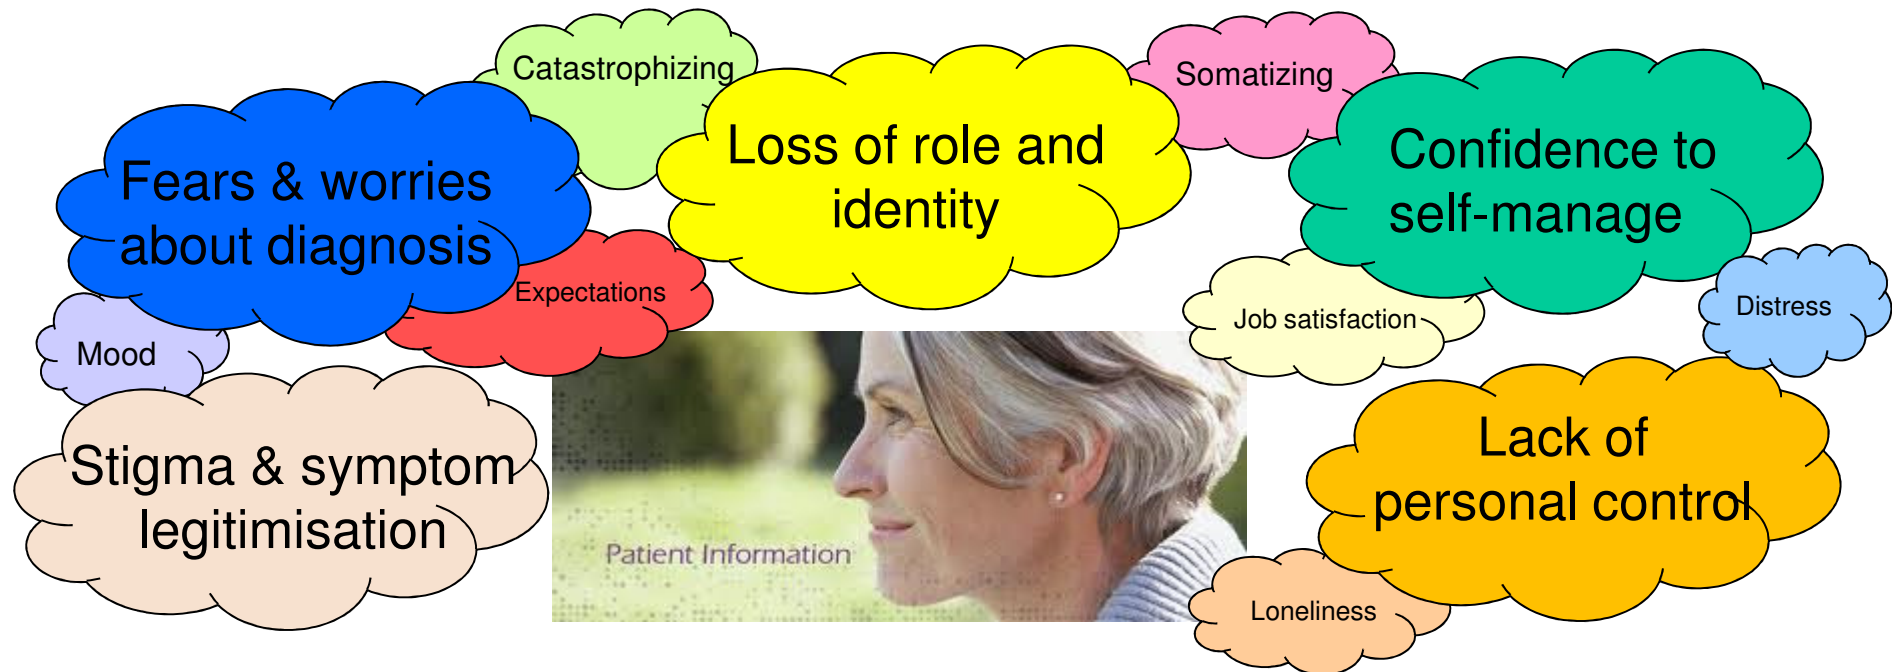 Catastrophizing
Somatizing
Loss of role and
identity
Confidence to
self-manage
Fears & worries
about diagnosis
Expectations
Job satisfaction
Distress
Mood
Stigma & symptom
legitimisation
Lack of
personal control
Patient Information
Loneliness